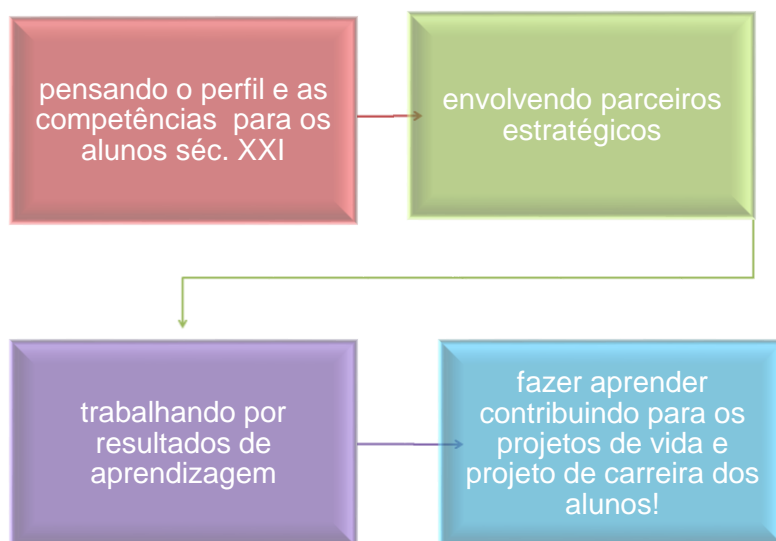 pensando o perfil e as
competências para os
alunos séc. XXI
envolvendo parceiros
estratégicos
trabalhando por
resultados de
aprendizagem
fazer aprender
contribuindo para os
projetos de vida e
projeto de carreira dos
alunos!